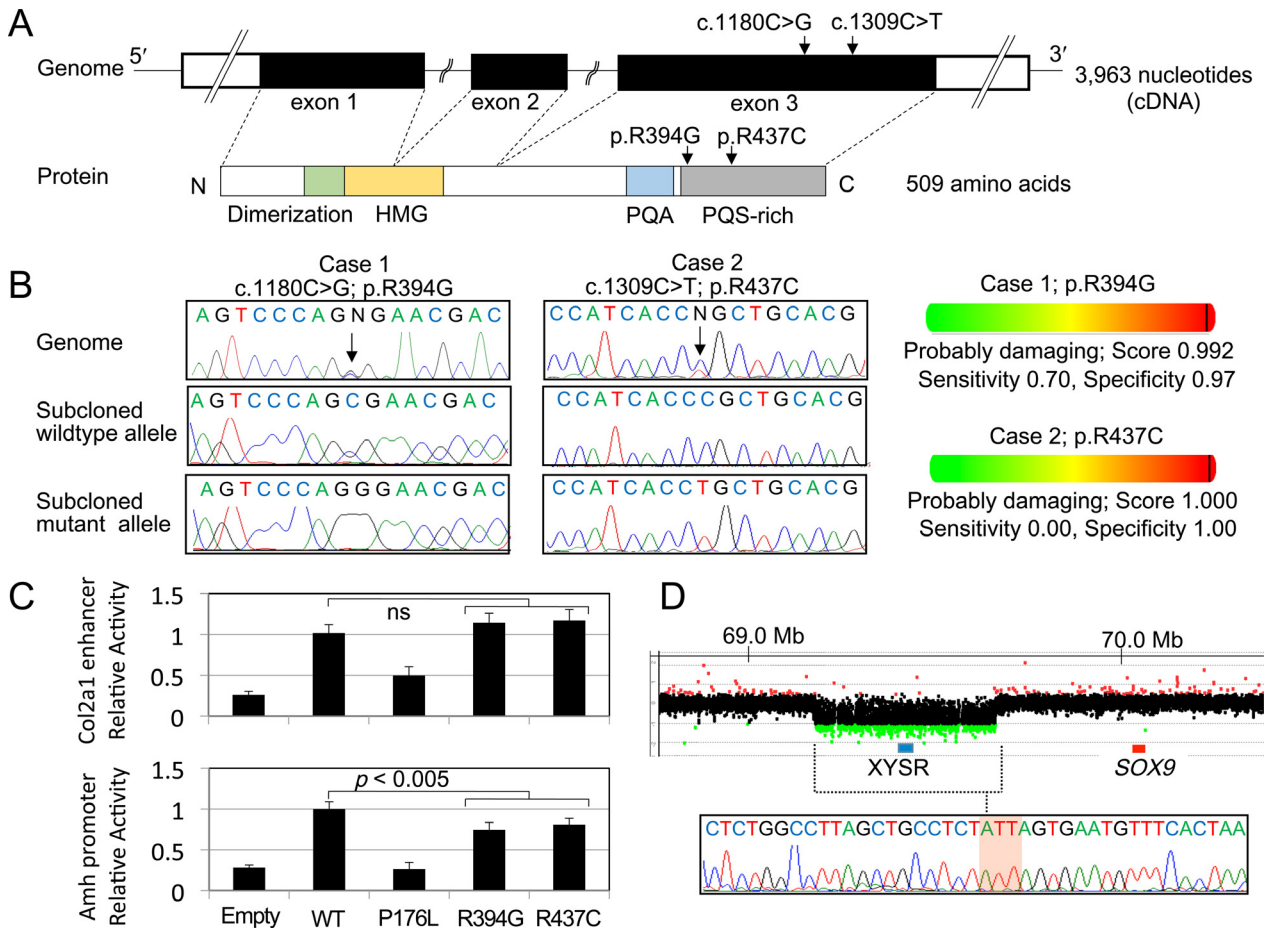 A
c.1180C>G
c.1309C>T
5′
3′
Genome
exon 1
exon 2
exon 3
3,963 nucleotides
(cDNA)
p.R394G
p.R437C
Protein
N
C
509 amino acids
Dimerization
HMG
PQA
PQS-rich
B
Case 1
c.1180C>G; p.R394G
Case 2
c.1309C>T; p.R437C
Genome
AGTCCCAGNGAACGAC
CCATCACCNGCTGCACG
Subcloned
wildtype allele
AGTCCCAGCGAACGAC
CCATCACCCGCTGCACG
Subcloned
mutant allele
AGTCCCAGGGAACGAC
CCATCACCTGCTGCACG
Case 1; p.R394G
Probably damaging; Score 0.992
Sensitivity 0.70, Specificity 0.97
Case 2; p.R437C
Probably damaging; Score 1.000
Sensitivity 0.00, Specificity 1.00
C
Col2a1 enhancer
Relative Activity
1.5
1
0.5
0
ns
Amh promoter
Relative Activity
1.5
1
0.5
0
p < 0.005
Empty
WT
P176L
R394G
R437C
D
69.0 Mb
70.0 Mb
XYSR
SOX9
CTCTGGCCTTAGCTGCCTCTATTAGTGAATGTTTCACTAA